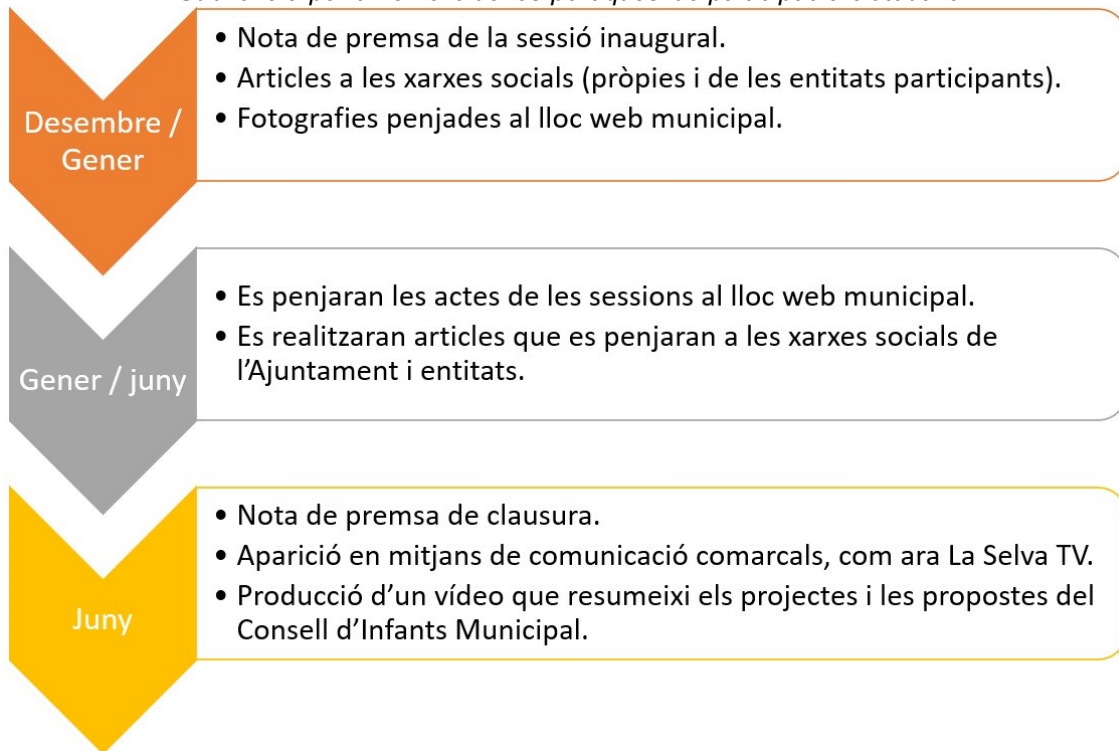 • Nota de premsa de la sessió inaugural.
• Articles a les xarxes socials (pròpies i de les entitats participants).
• Fotografies penjades al lloc web municipal.
Desembre /
Gener
• Es penjaran les actes de les sessions al lloc web municipal.
• Es realitzaran articles que es penjaran a les xarxes socials de
l’Ajuntament i entitats.
Gener / juny
• Nota de premsa de clausura.
• Aparició en mitjans de comunicació comarcals, com ara La Selva TV.
• Producció d’un vídeo que resumeixi els projectes i les propostes del
Consell d’Infants Municipal.
Juny